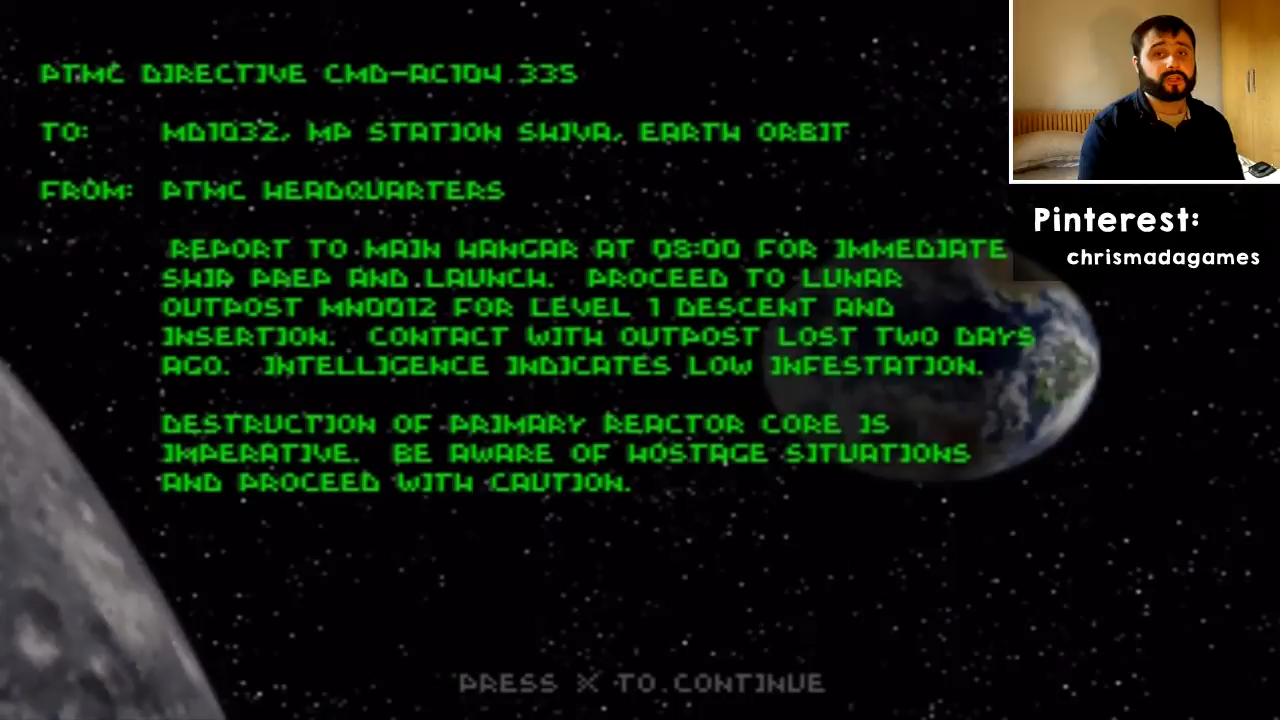 PTMC DIRECTIVE CMD-AC104 335
TO: MD1032, MP STATION SHIVA, EARTH ORBIT
FROM: PTMC HEADQUARTERS
REPORT TO MAIN HANGAR AT 08:00 FOR IMMEDIATE
SHIP PREP AND LAUNCH. PROCEED TO LUNAR
OUTPOST MN0012 FOR LEVEL 1 DESCENT AND
INSERTION. CONTACT WITH OUTPOST LOST TWO DAYS
AGO. INTELLIGENCE INDICATES LOW INFESTATION.
DESTRUCTION OF PRIMARY REACTOR CORE IS
IMPERATIVE. BE AWARE OF HOSTAGE SITUATIONS
AND PROCEED WITH CAUTION.
PRESS X TO CONTINUE
Pinterest:
chrismadagames